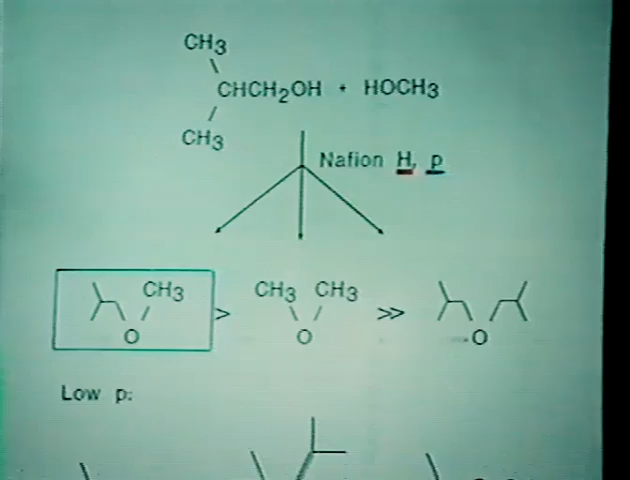 CH3
CHCH2OH + HOCH3
CH3
Nafion H, p
CH3 > CH3 CH3 >>
O O O
Low p: